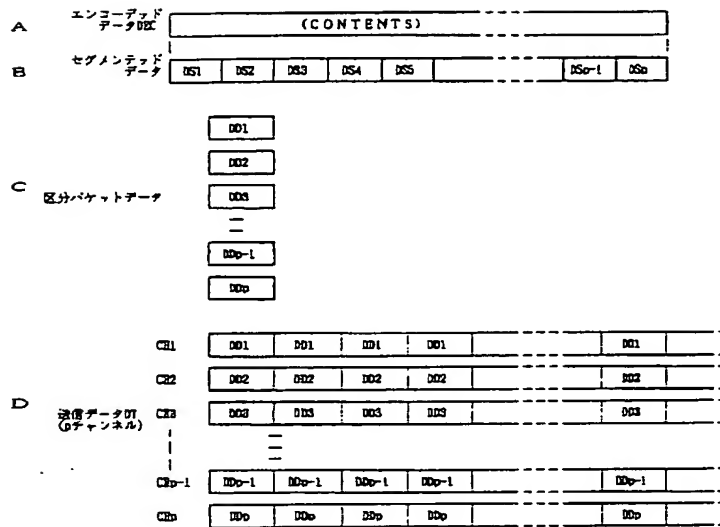 A エンコーデッド
データDEC (CONTENTS)
B セグメンテッド
データ DS1 DS2 DS3 DS4 DS5 DSo-1 DSo
C 区分パケットデータ
DD1
DD2
DD3
DDp-1
DDp
D 送信データDT
(pチャンネル)
CH1 DD1 DD1 DD1 DD1 DD1
CH2 DD2 DD2 DD2 DD2 DD2
CH3 DD3 DD3 DD3 DD3 DD3
CHp-1 DDp-1 DDp-1 DDp-1 DDp-1 DDp-1
CHp DDp DDp DDp DDp DDp